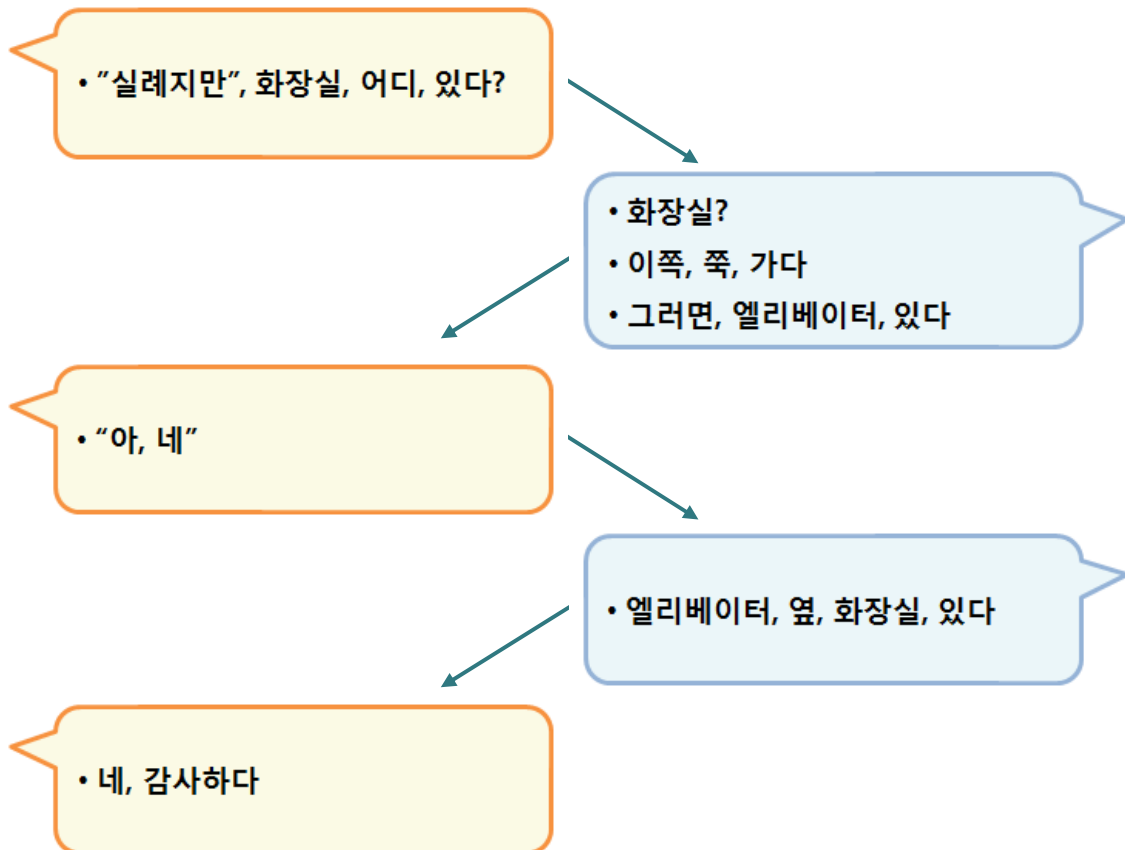 • ”실례지만”, 화장실, 어디, 있다?
• 화장실?
• 이쪽, 쭉, 가다
• 그러면, 엘리베이터, 있다
• “아, 네”
• 엘리베이터, 옆, 화장실, 있다
• 네, 감사하다